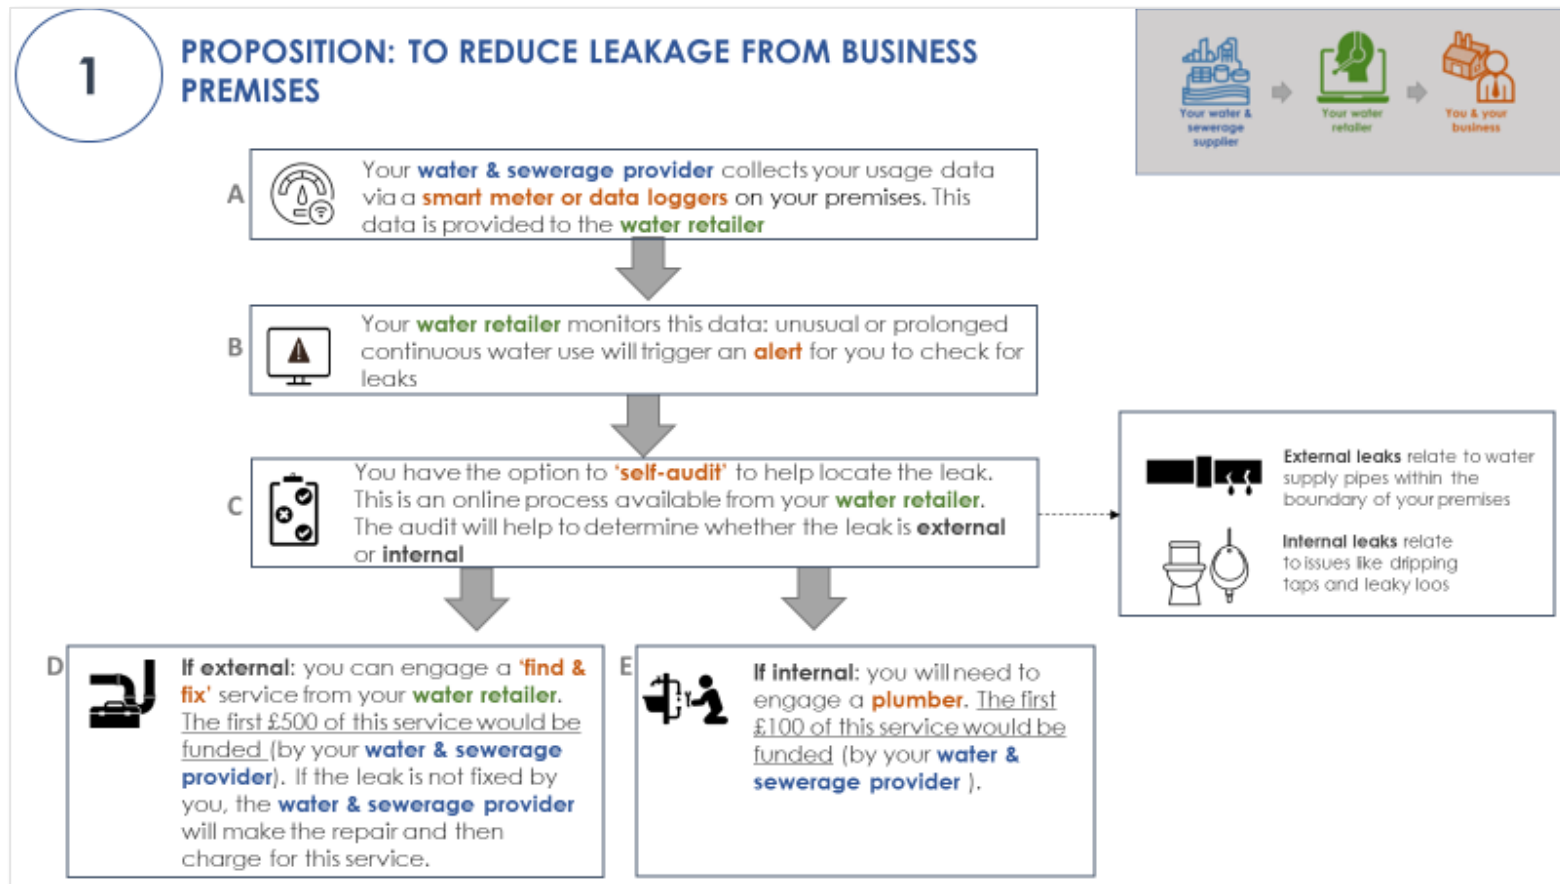 1
PROPOSITION: TO REDUCE LEAKAGE FROM BUSINESS
PREMISES
Your water &
sewerage
supplier
Your water
retailer
You & your
business
A
Your water & sewerage provider collects your usage data
via a smart meter or data loggers on your premises. This
data is provided to the water retailer
B
Your water retailer monitors this data: unusual or prolonged
continuous water use will trigger an alert for you to check for
leaks
C
You have the option to ‘self-audit’ to help locate the leak.
This is an online process available from your water retailer.
The audit will help to determine whether the leak is external
or internal
External leaks relate to water
supply pipes within the
boundary of your premises
Internal leaks relate
to issues like dripping
taps and leaky loos
D
If external: you can engage a ‘find &
fix’ service from your water retailer.
The first £500 of this service would be
funded (by your water & sewerage
provider). If the leak is not fixed by
you, the water & sewerage provider
will make the repair and then
charge for this service.
E
If internal: you will need to
engage a plumber. The first
£100 of this service would be
funded (by your water &
sewerage provider ).